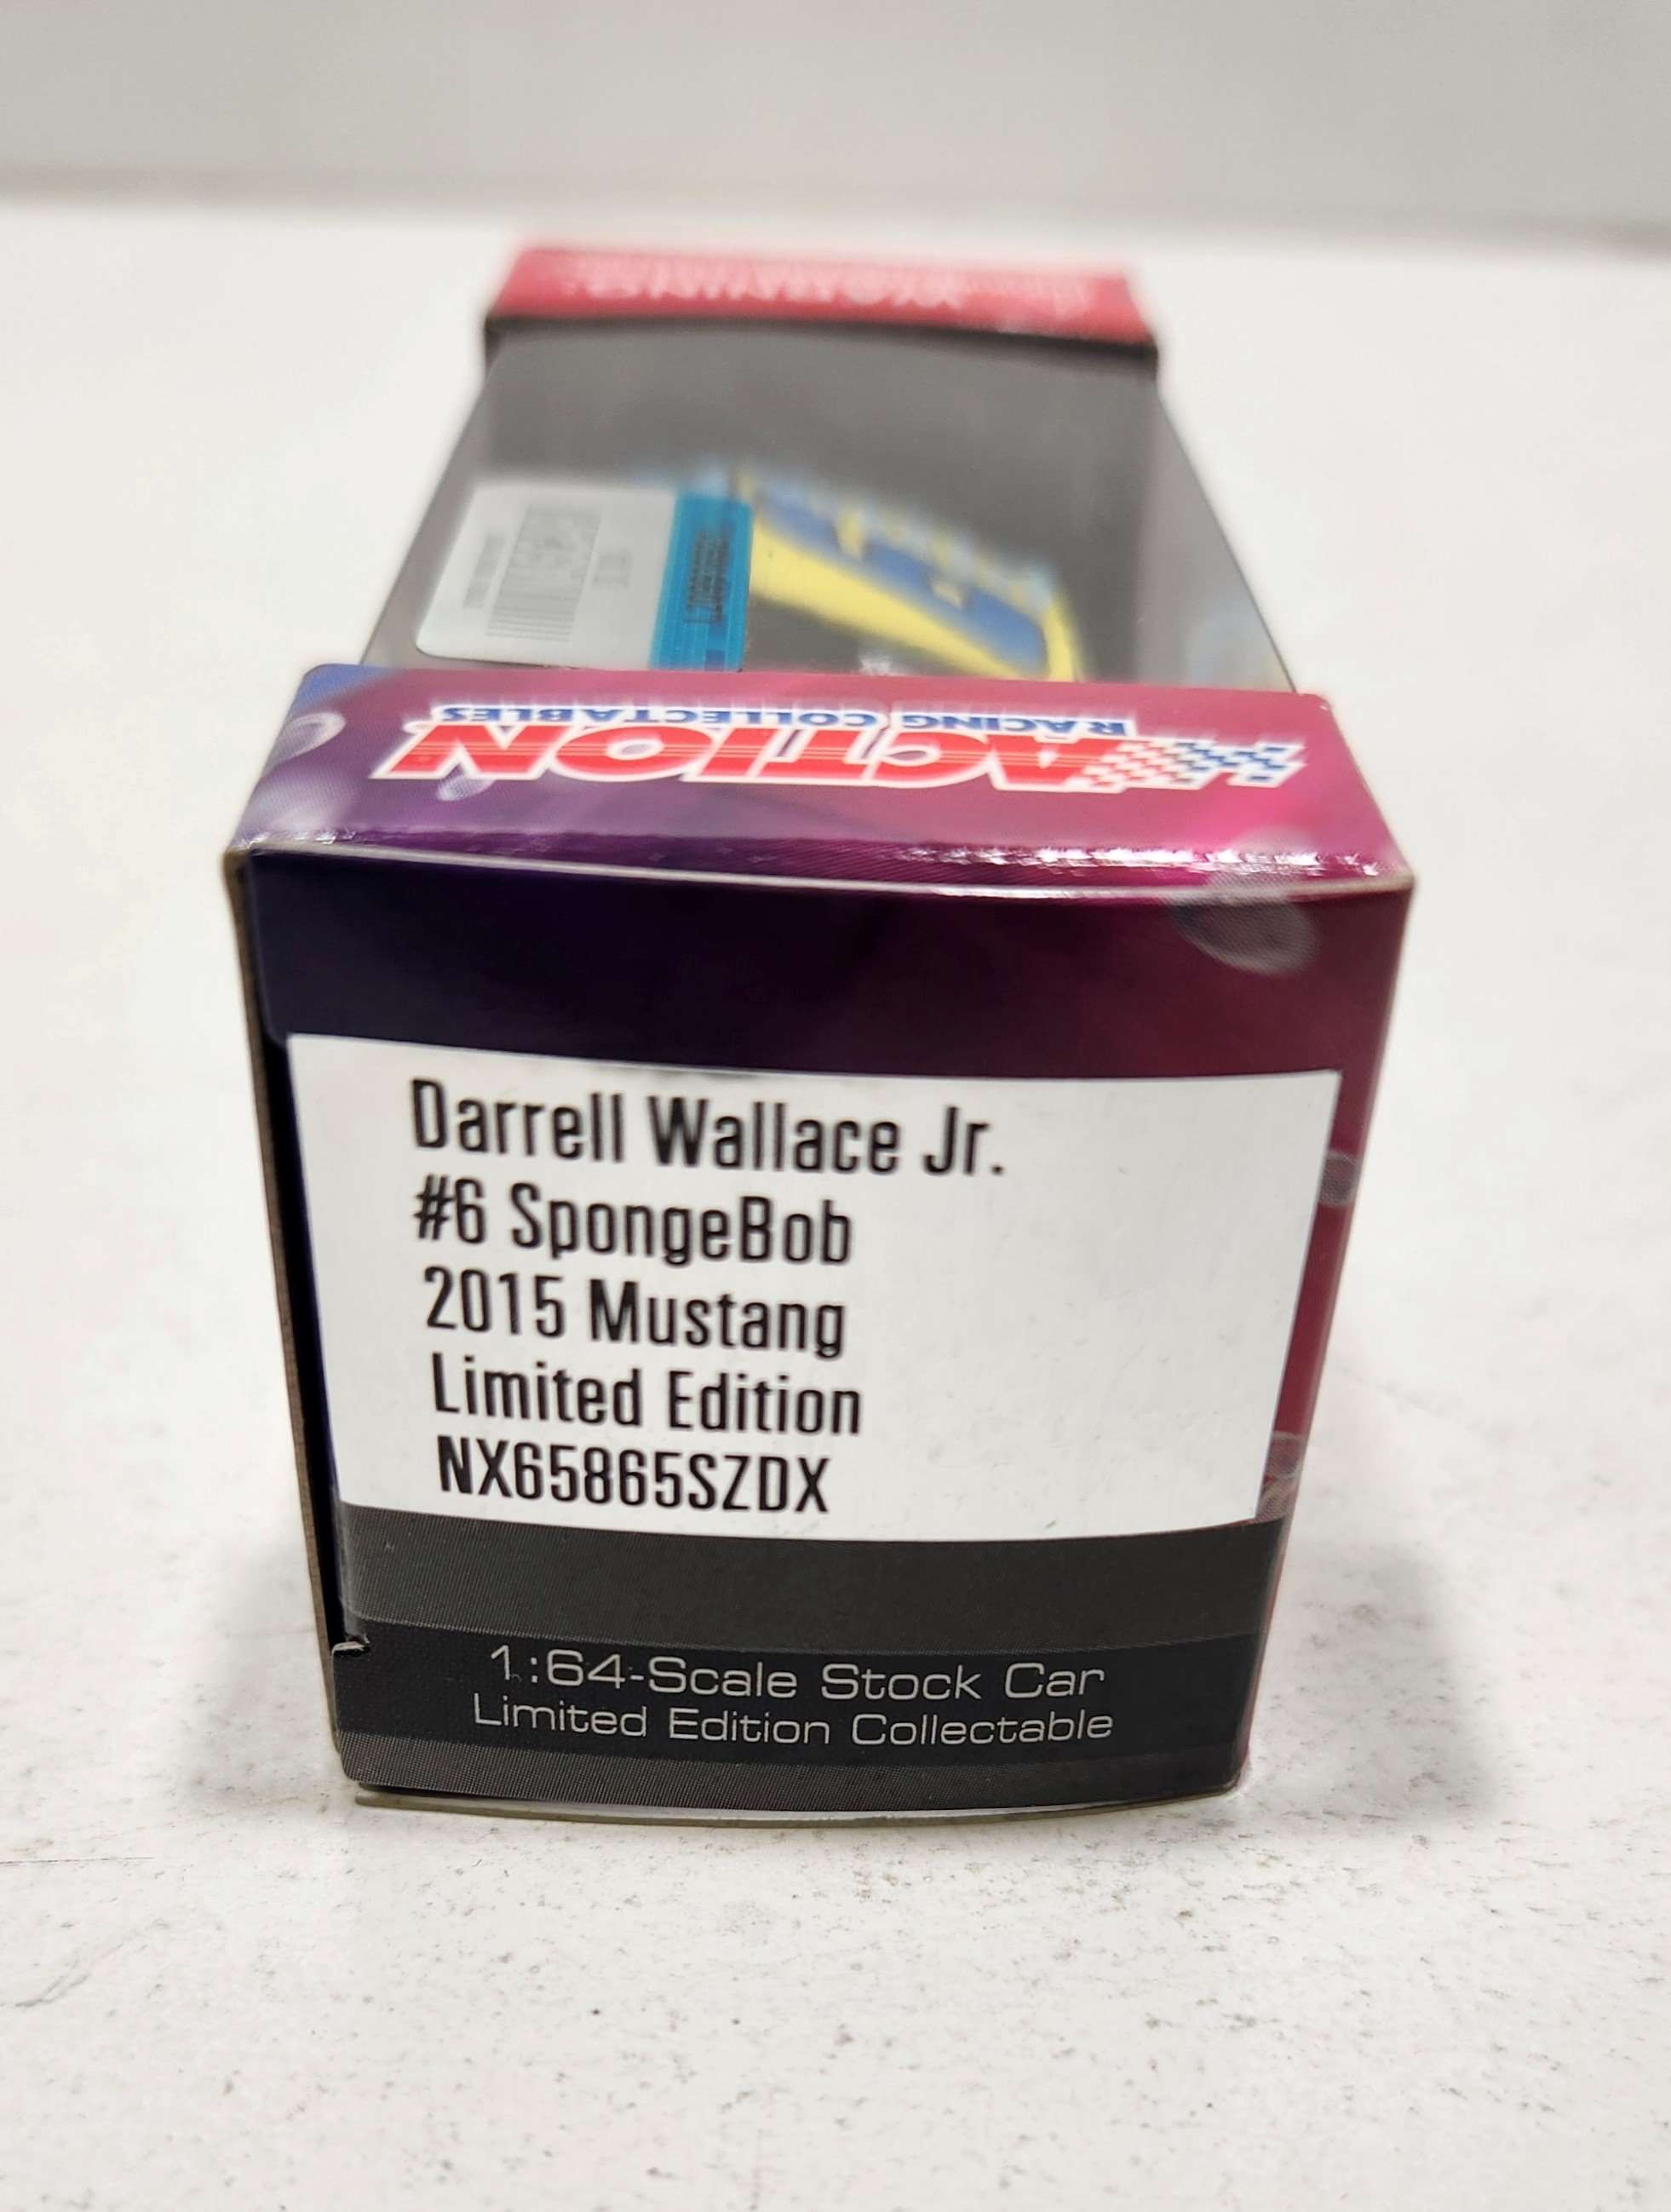 WARNING:
ACTION
RACING COLLECTABLES
Darrell Wallace Jr.
#6 SpongeBob
2015 Mustang
Limited Edition
NX65865SZDX
1:64-Scale Stock Car
Limited Edition Collectable